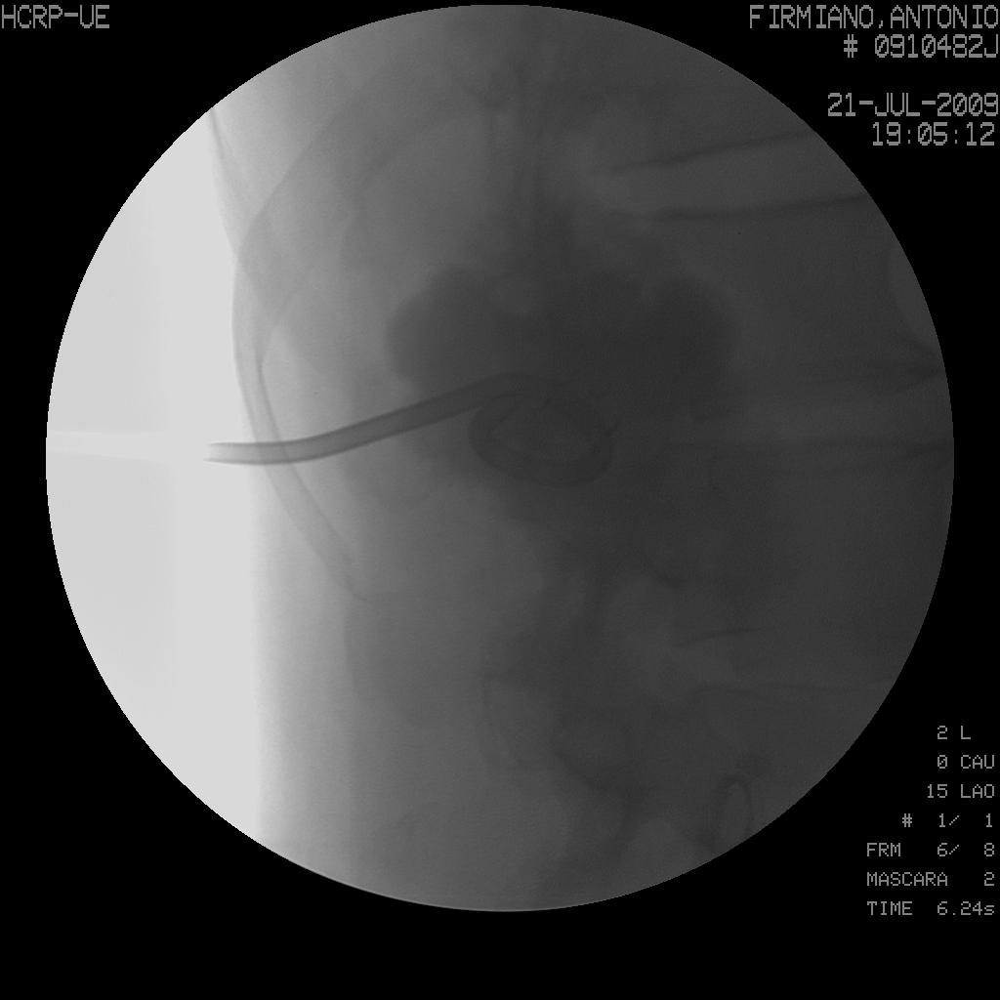 HCRP-UE
FIRMIANO,ANTONIO
# 0910482J
21-JUL-2009
19:05:12
2 L
0 CAU
15 LAO
# 1/ 1
FRM 6/ 8
MASCARA 2
TIME 6.24s